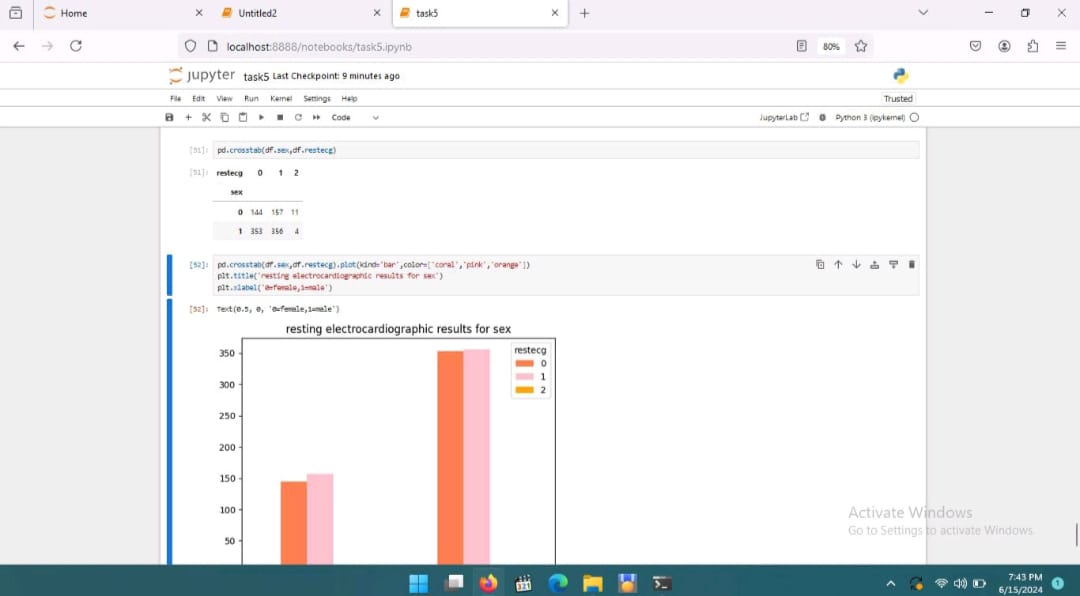 Home
Untitled2
task5
localhost:8888/notebooks/task5.ipynb
80%
jupyter task5 Last Checkpoint: 9 minutes ago
File Edit View Run Kernel Settings Help
Trusted
Code
JupyterLab
Python 3 (ipykernel)
[51]: pd.crosstab(df.sex,df.restecg)
[51]: restecg 0 1 2
sex
0 144 157 11
1 353 356 4
[52]: pd.crosstab(df.sex,df.restecg).plot(kind='bar',color=['coral','pink','orange'])
plt.title('resting electrocardiographic results for sex')
plt.xlabel('0=female,1=male')
[52]: Text(0.5, 0, '0=female,1=male')
resting electrocardiographic results for sex
restecg
0
1
2
350
300
250
200
150
100
50
Activate Windows
Go to Settings to activate Windows.
7:43 PM
6/15/2024
1